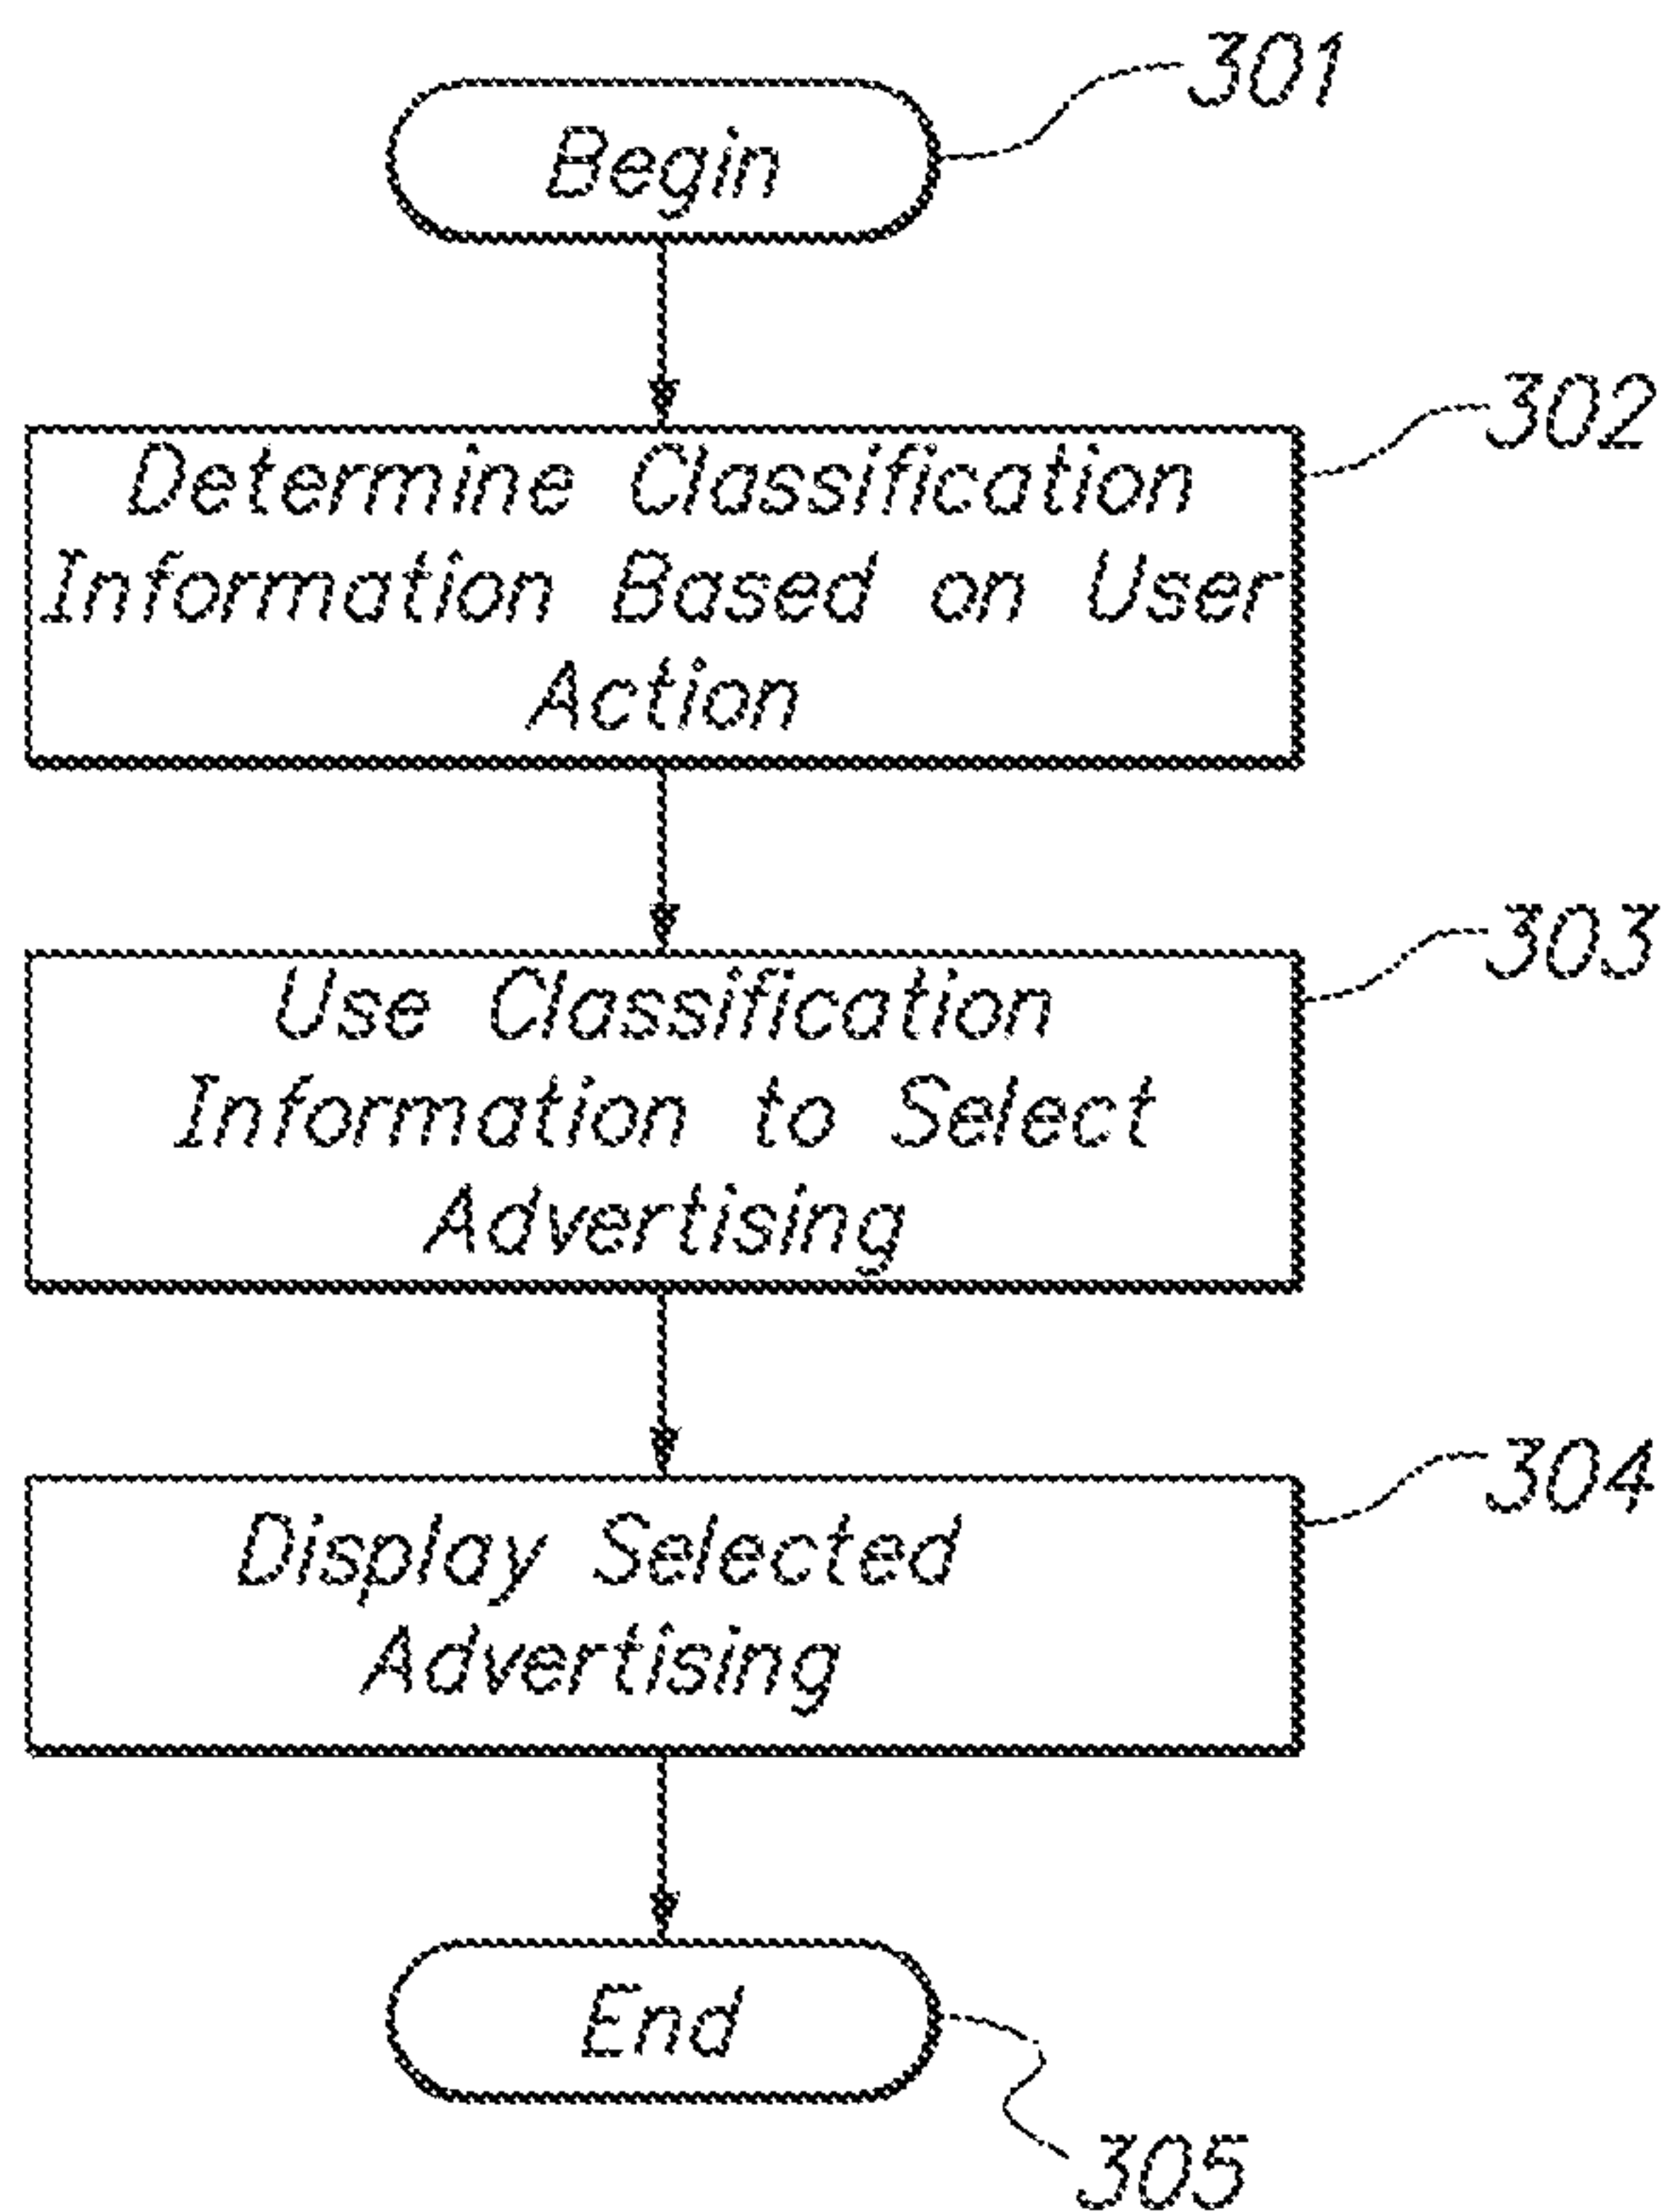 301
Begin
302
Determine Classification
Information Based on User
Action
303
Use Classification
Information to Select
Advertising
304
Display Selected
Advertising
End
305